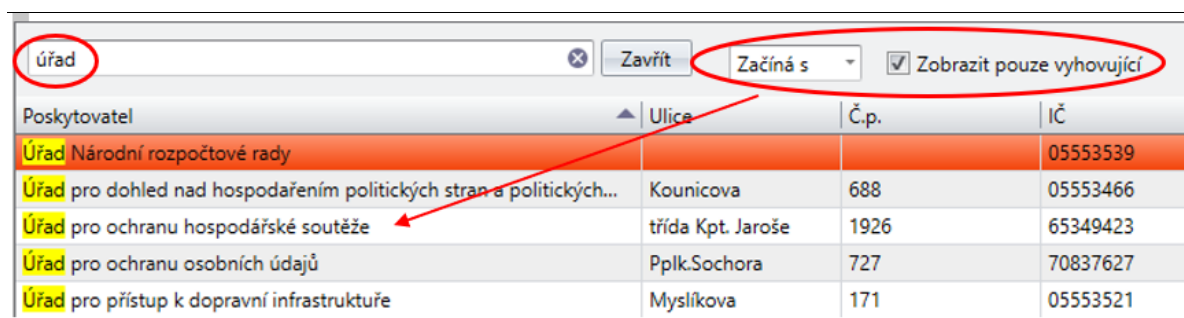 úřad Zavřít Začíná s Zobrazit pouze vyhovující
Poskytovatel Ulice Č.p. IČ
Úřad Národní rozpočtové rady 05553539
Úřad pro dohled nad hospodařením politických stran a politických... Kounicova 688 05553466
Úřad pro ochranu hospodářské soutěže třída Kpt. Jaroše 1926 65349423
Úřad pro ochranu osobních údajů Pplk.Sochora 727 70837627
Úřad pro přístup k dopravní infrastruktuře Myslíkova 171 05553521